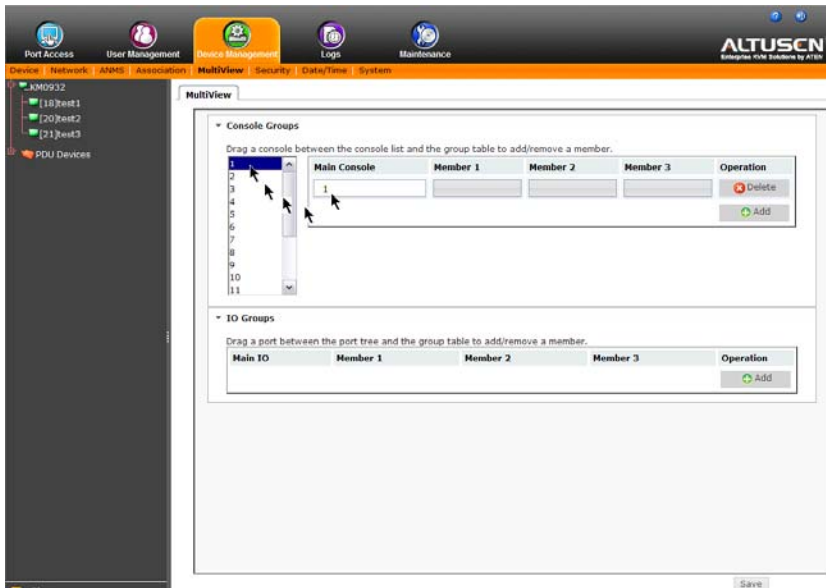 Port Access User Management Device Management Logs Maintenance
ALTUSEN
Enterprise KVM Solutions by ATEN
Device Network ANMS Association MultiView Security Date/Time System
KM0932
[18]test1
[20]test2
[21]test3
PDU Devices
MultiView
Console Groups
Drag a console between the console list and the group table to add/remove a member.
1
2
3
4
5
6
7
8
9
10
11
Main Console Member 1 Member 2 Member 3 Operation
1 Delete
Add
IO Groups
Drag a port between the port tree and the group table to add/remove a member.
Main IO Member 1 Member 2 Member 3 Operation
Add
Save